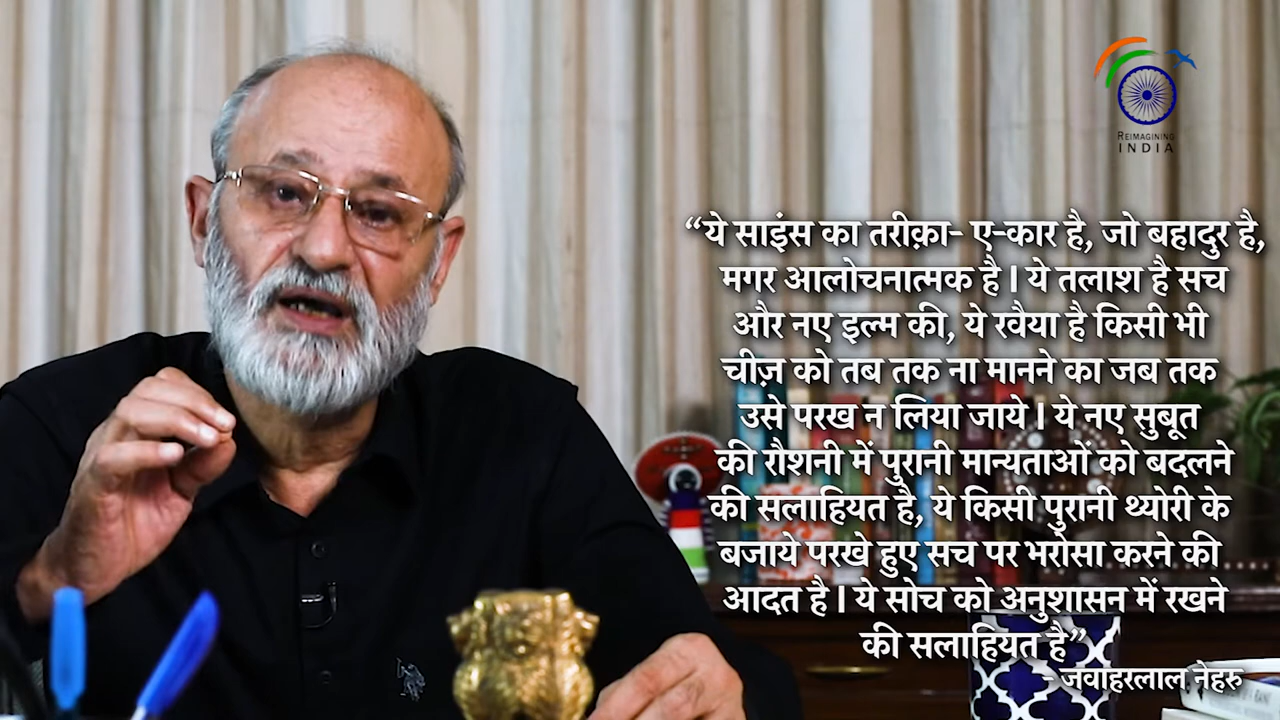 REIMAGINING
INDIA
“ये साइंस का तरीक़ा- ए-कार है, जो बहादुर है,
मगर आलोचनात्मक है । ये तलाश है सच
और नए इल्म की, ये रवैया है किसी भी
चीज़ को तब तक ना मानने का जब तक
उसे परख न लिया जाये । ये नए सुबूत
की रौशनी में पुरानी मान्यताओं को बदलने
की सलाहियत है, ये किसी पुरानी थ्योरी के
बजाये परखे हुए सच पर भरोसा करने की
आदत है । ये सोच को अनुशासन में रखने
की सलाहियत है”
- जवाहरलाल नेहरु